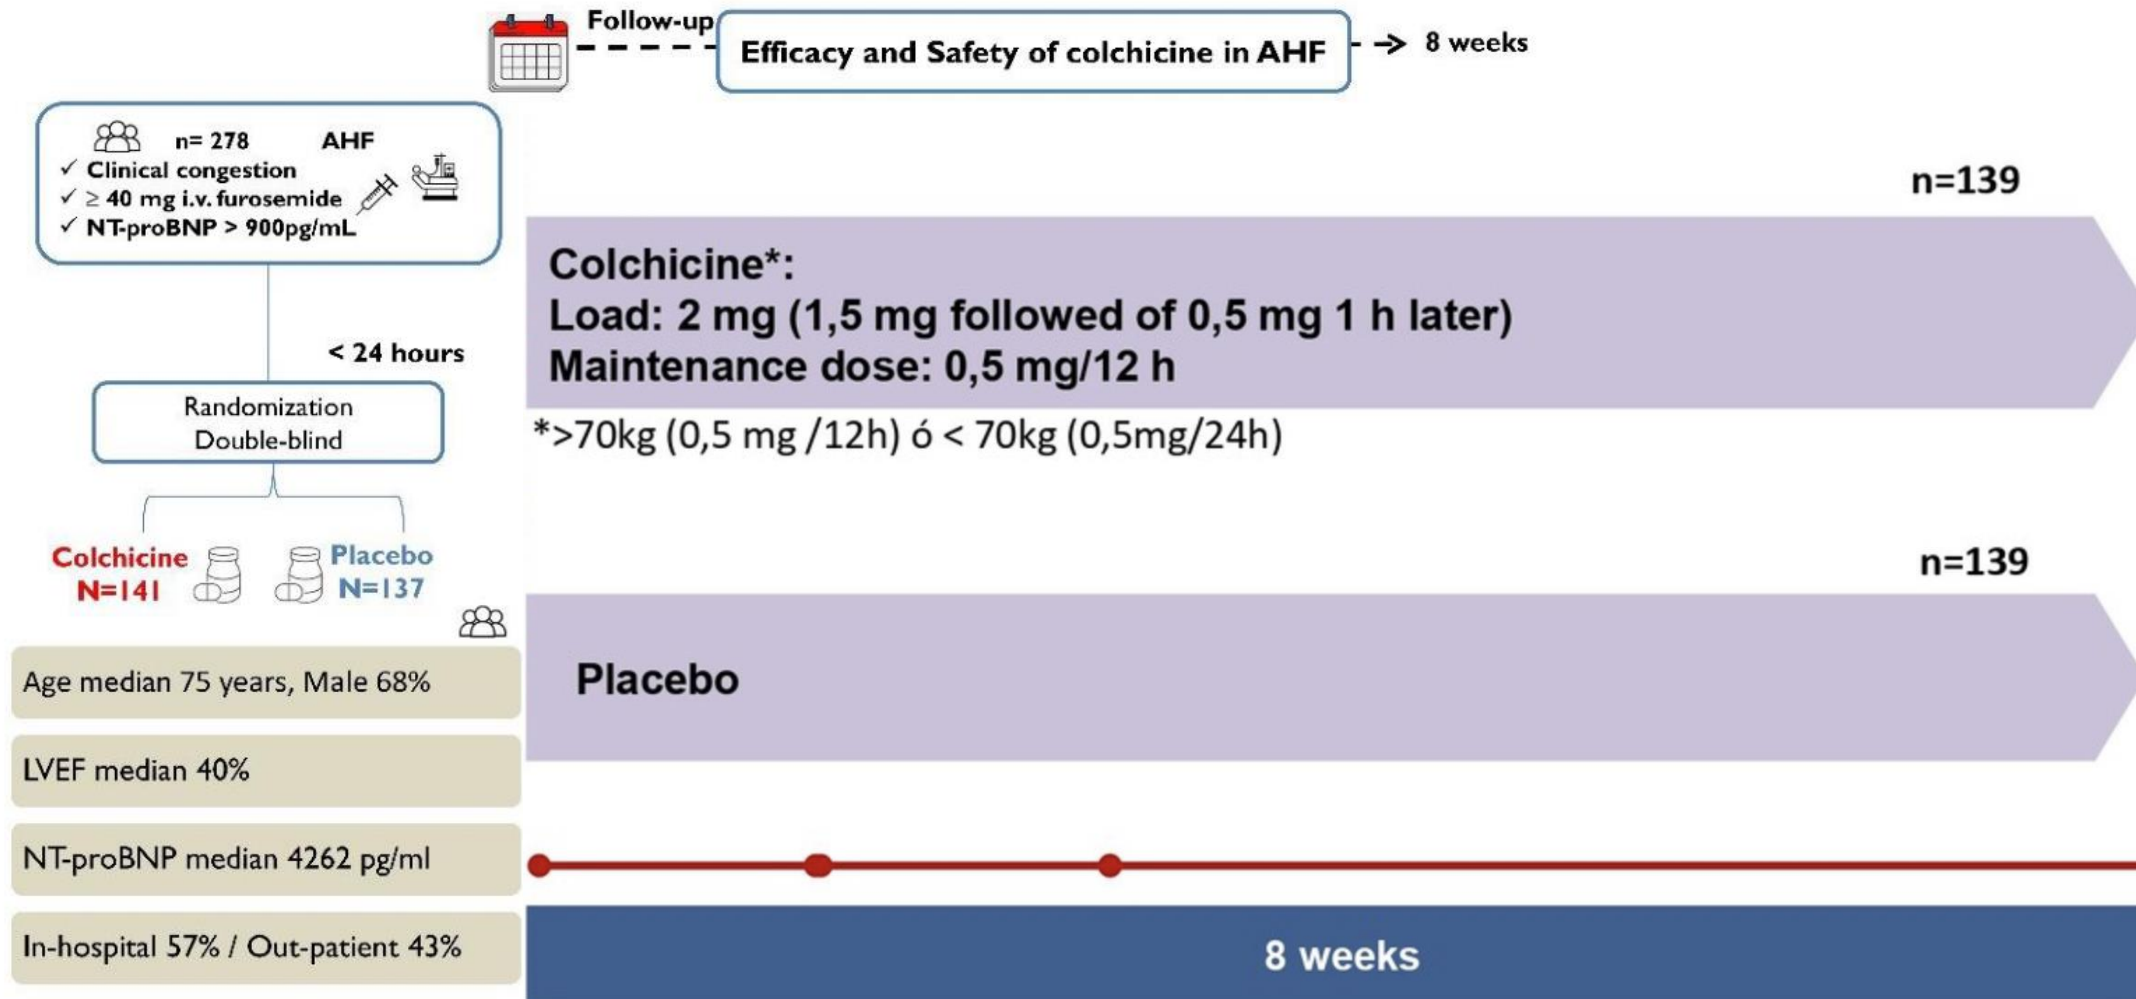 Follow-up
Efficacy and Safety of colchicine in AHF
8 weeks
n= 278 AHF
✓ Clinical congestion
✓ ≥ 40 mg i.v. furosemide
✓ NT-proBNP > 900pg/mL
< 24 hours
Randomization
Double-blind
Colchicine
N=141
Placebo
N=137
Age median 75 years, Male 68%
LVEF median 40%
NT-proBNP median 4262 pg/ml
In-hospital 57% / Out-patient 43%
n=139
Colchicine*:
Load: 2 mg (1,5 mg followed of 0,5 mg 1 h later)
Maintenance dose: 0,5 mg/12 h
*>70kg (0,5 mg /12h) ó < 70kg (0,5mg/24h)
n=139
Placebo
8 weeks